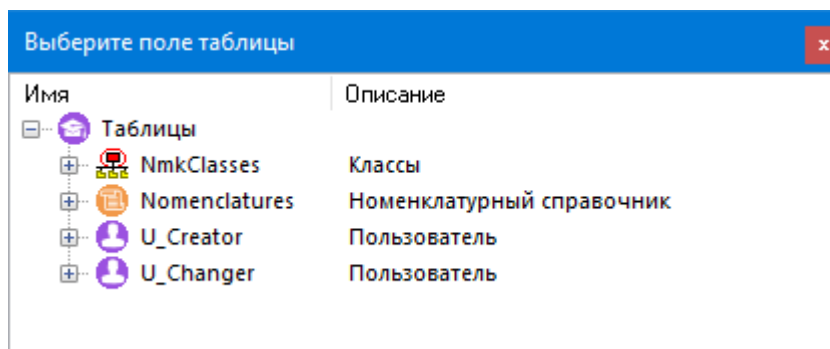 Выберите поле таблицы x
Имя Описание
Таблицы
NmkClasses Классы
Nomenclatures Номенклатурный справочник
U_Creator Пользователь
U_Changer Пользователь